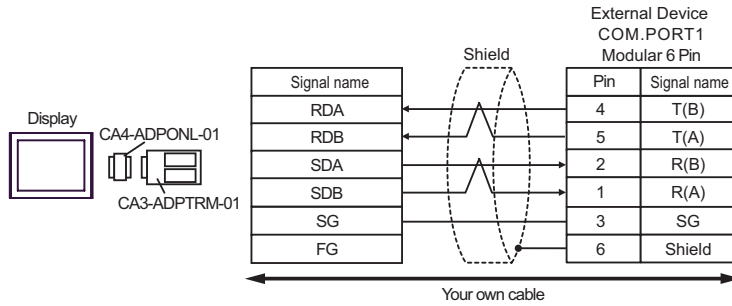 External Device
COM.PORT1
Modular 6 Pin
Shield
Signal name
Pin Signal name
RDA 4 T(B)
RDB 5 T(A)
SDA 2 R(B)
SDB 1 R(A)
SG 3 SG
FG 6 Shield
Display
CA4-ADPONL-01
CA3-ADPTRM-01
Your own cable